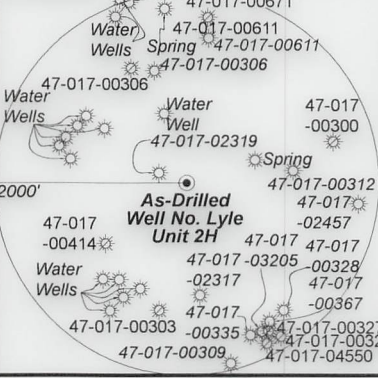 47-017-00671
Water
Wells
47-017-00611
Spring
47-017-00611
47-017-00306
47-017-00306
Water
Wells
Water
Well
47-017-02319
47-017
-00300
Spring
47-017-00312
2000'
As-Drilled
Well No. Lyle
Unit 2H
47-017
-02457
47-017
-00414
47-017
-03205
47-017
-00328
47-017
-02317
Water
Wells
47-017
-00367
47-017-00303
47-017
-00335
47-017-00309
47-017-04550